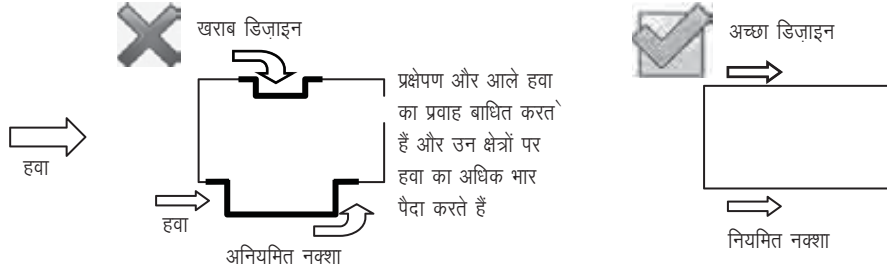 खराब डिज़ाइन
प्रक्षेपण और आले हवा
का प्रवाह बाधित करते
हैं और उन क्षेत्रों पर
हवा का अधिक भार
पैदा करते हैं
हवा
हवा
अनियमित नक्शा
अच्छा डिज़ाइन
नियमित नक्शा